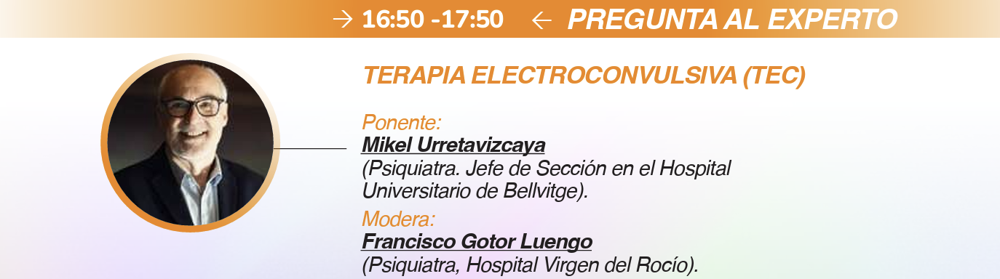 → 16:50 -17:50 ← PREGUNTA AL EXPERTO
TERAPIA ELECTROCONVULSIVA (TEC)
Ponente:
Mikel Urretavizcaya
(Psiquiatra. Jefe de Sección en el Hospital
Universitario de Bellvitge).
Modera:
Francisco Gotor Luengo
(Psiquiatra, Hospital Virgen del Rocío).